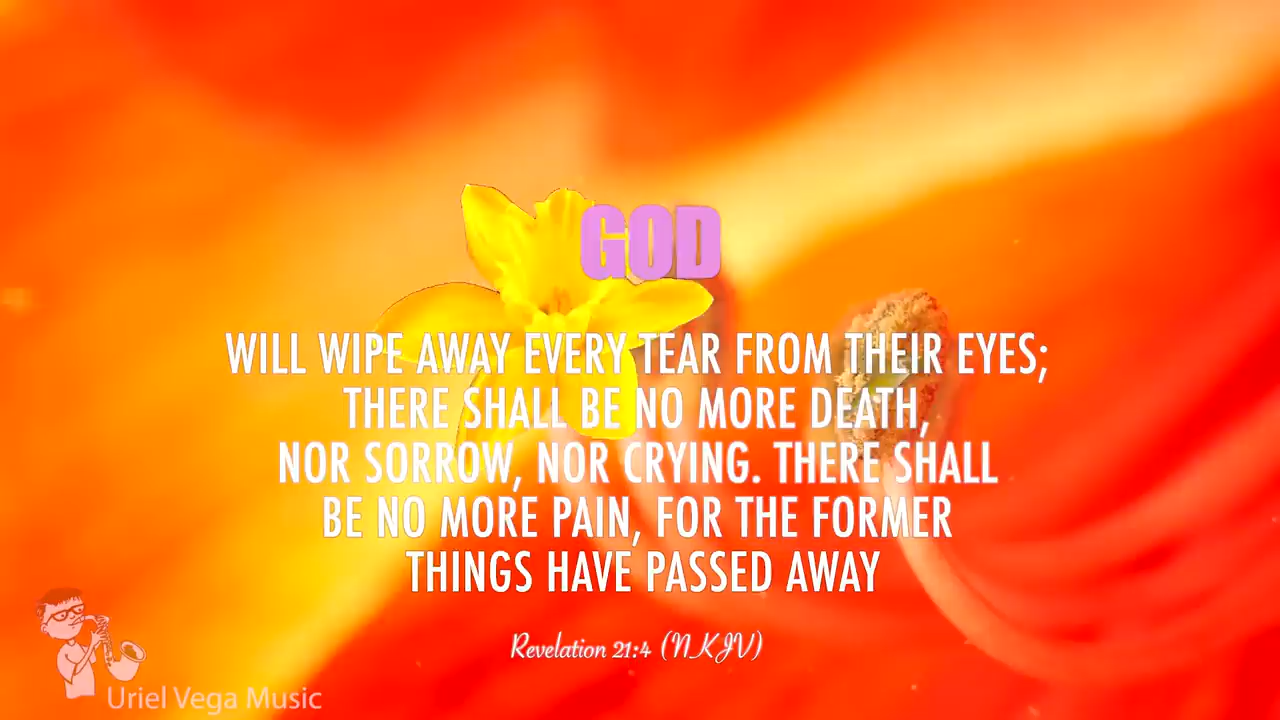 GOD
WILL WIPE AWAY EVERY TEAR FROM THEIR EYES;
THERE SHALL BE NO MORE DEATH,
NOR SORROW, NOR CRYING. THERE SHALL
BE NO MORE PAIN, FOR THE FORMER
THINGS HAVE PASSED AWAY
Revelation 21:4 (NKJV)
Uriel Vega Music